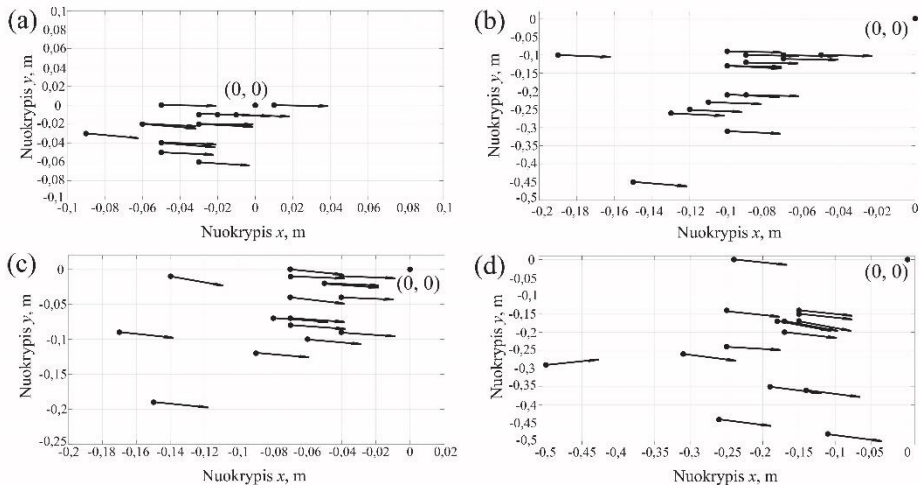 (a)
0,1
0,08
0,06
0,04
0,02
0
-0,02
-0,04
-0,06
-0,08
-0,1
Nuokrypis y, m
(0, 0)
-0,1 -0,08 -0,06 -0,04 -0,02 0 0,02 0,04 0,06 0,08 0,1
Nuokrypis x, m
(b)
0
-0,05
-0,1
-0,15
-0,2
-0,25
-0,3
-0,35
-0,4
-0,45
-0,5
Nuokrypis y, m
(0, 0)
-0,2 -0,18 -0,16 -0,14 -0,12 -0,1 -0,08 -0,06 -0,04 -0,02 0
Nuokrypis x, m
(c)
0
-0,05
-0,1
-0,15
-0,2
-0,25
Nuokrypis y, m
(0, 0)
-0,2 -0,18 -0,16 -0,14 -0,12 -0,1 -0,08 -0,06 -0,04 -0,02 0 0,02
Nuokrypis x, m
(d)
0
-0,05
-0,1
-0,15
-0,2
-0,25
-0,3
-0,35
-0,4
-0,45
-0,5
Nuokrypis y, m
(0, 0)
-0,5 -0,45 -0,4 -0,35 -0,3 -0,25 -0,2 -0,15 -0,1 -0,05 0
Nuokrypis x, m